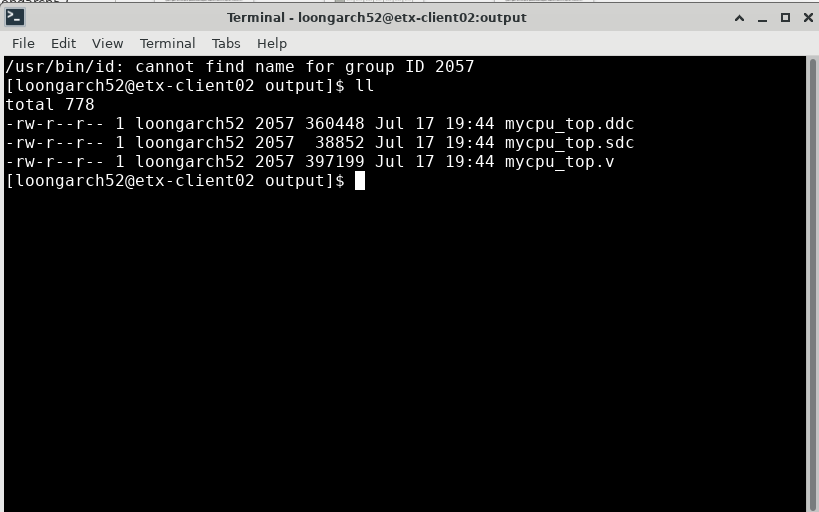 Terminal - loongarch52@etx-client02:output
File Edit View Terminal Tabs Help
/usr/bin/id: cannot find name for group ID 2057
[loongarch52@etx-client02 output]$ ll
total 778
-rw-r--r-- 1 loongarch52 2057 360448 Jul 17 19:44 mycpu_top.ddc
-rw-r--r-- 1 loongarch52 2057  38852 Jul 17 19:44 mycpu_top.sdc
-rw-r--r-- 1 loongarch52 2057 397199 Jul 17 19:44 mycpu_top.v
[loongarch52@etx-client02 output]$